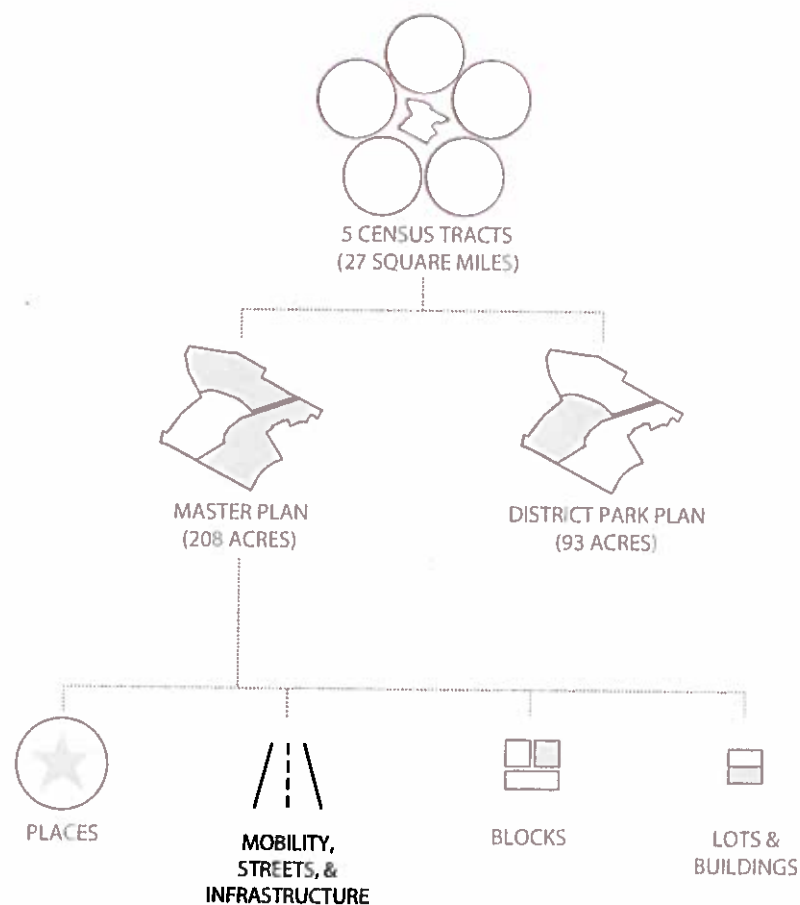 5 CENSUS TRACTS
(27 SQUARE MILES)
MASTER PLAN
(208 ACRES)
DISTRICT PARK PLAN
(93 ACRES)
PLACES
MOBILITY,
STREETS, &
INFRASTRUCTURE
BLOCKS
LOTS &
BUILDINGS